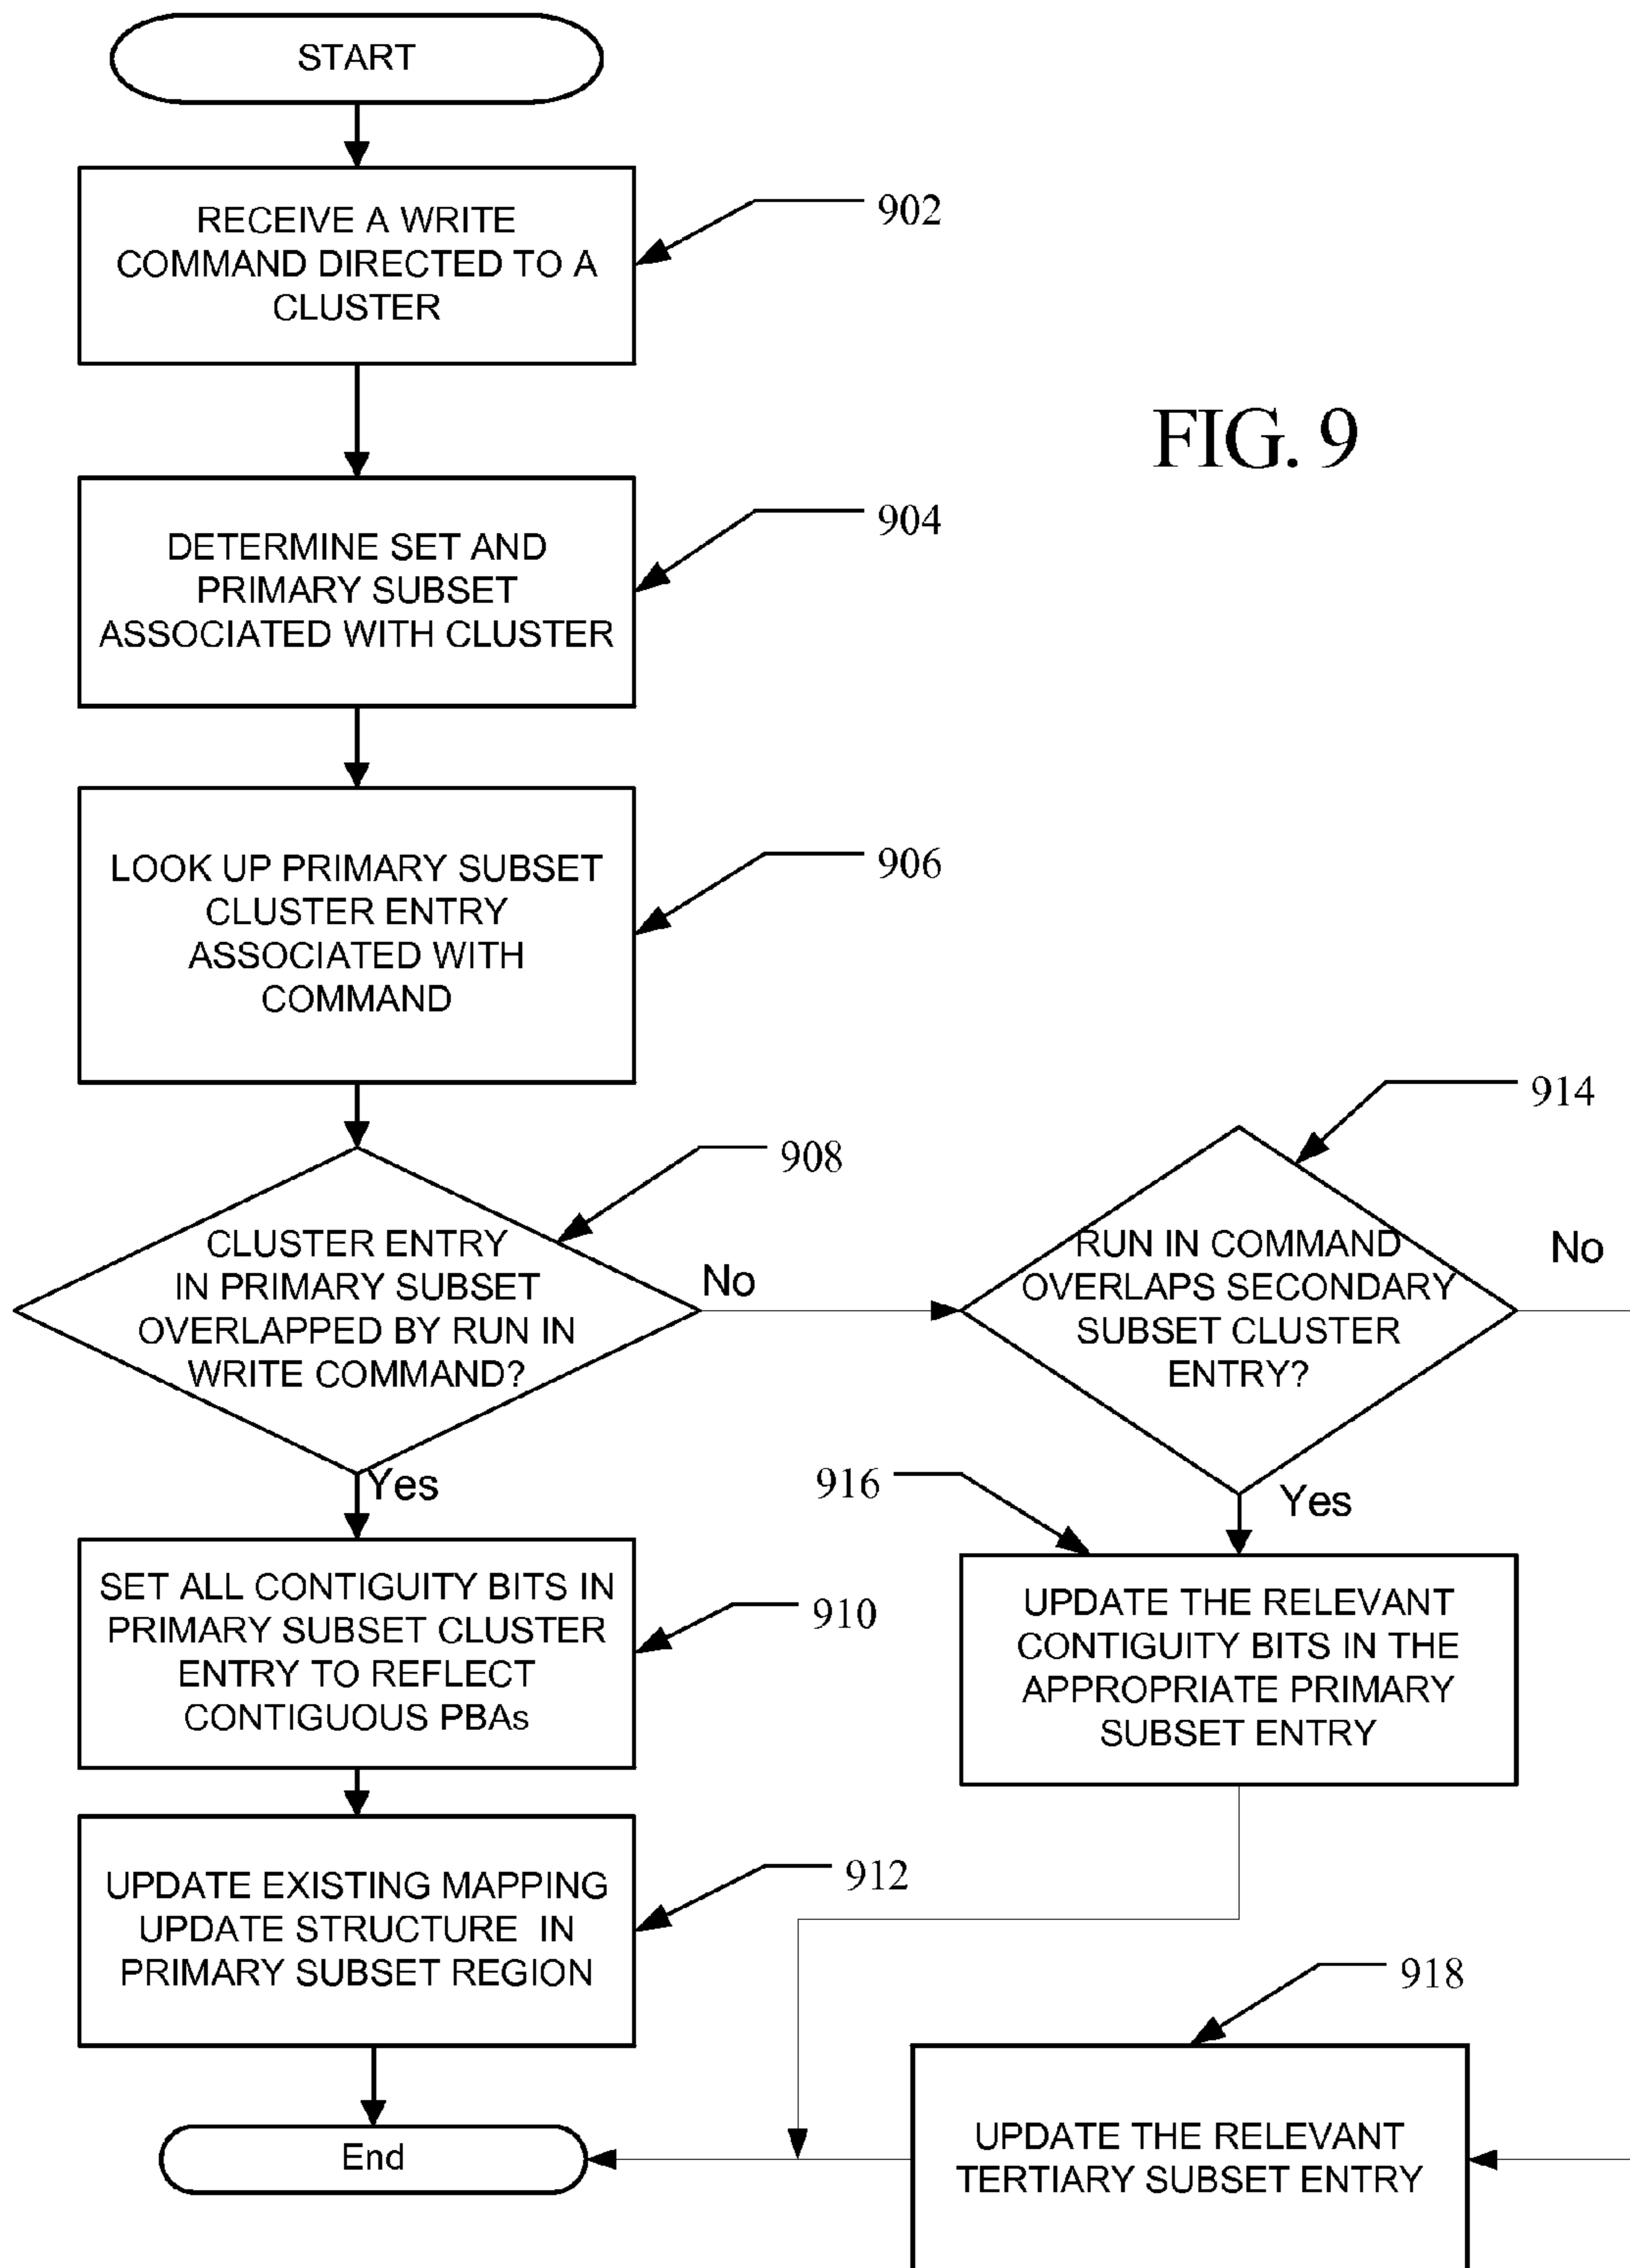 START
RECEIVE A WRITE
COMMAND DIRECTED TO A
CLUSTER
902
FIG. 9
DETERMINE SET AND
PRIMARY SUBSET
ASSOCIATED WITH CLUSTER
904
LOOK UP PRIMARY SUBSET
CLUSTER ENTRY
ASSOCIATED WITH
COMMAND
906
CLUSTER ENTRY
IN PRIMARY SUBSET
OVERLAPPED BY RUN IN
WRITE COMMAND?
908
No
Yes
RUN IN COMMAND
OVERLAPS SECONDARY
SUBSET CLUSTER
ENTRY?
914
No
Yes
SET ALL CONTIGUITY BITS IN
PRIMARY SUBSET CLUSTER
ENTRY TO REFLECT
CONTIGUOUS PBAs
910
916
UPDATE THE RELEVANT
CONTIGUITY BITS IN THE
APPROPRIATE PRIMARY
SUBSET ENTRY
UPDATE EXISTING MAPPING
UPDATE STRUCTURE IN
PRIMARY SUBSET REGION
912
918
UPDATE THE RELEVANT
TERTIARY SUBSET ENTRY
End